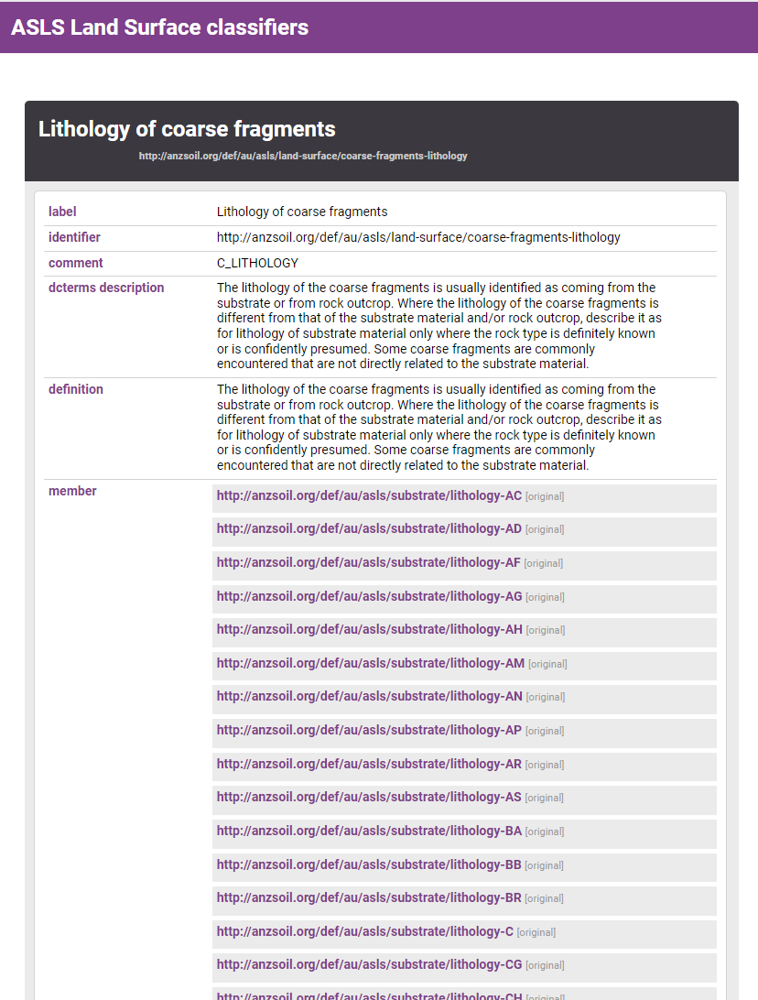 ASLS Land Surface classifiers
Lithology of coarse fragments
http://anzsoil.org/def/au/asls/land-surface/coarse-fragments-lithology
label Lithology of coarse fragments
identifier http://anzsoil.org/def/au/asls/land-surface/coarse-fragments-lithology
comment C_LITHOLOGY
dcterms description The lithology of the coarse fragments is usually identified as coming from the
substrate or from rock outcrop. Where the lithology of the coarse fragments is
different from that of the substrate material and/or rock outcrop, describe it as
for lithology of substrate material only where the rock type is definitely known
or is confidently presumed. Some coarse fragments are commonly
encountered that are not directly related to the substrate material.
definition The lithology of the coarse fragments is usually identified as coming from the
substrate or from rock outcrop. Where the lithology of the coarse fragments is
different from that of the substrate material and/or rock outcrop, describe it as
for lithology of substrate material only where the rock type is definitely known
or is confidently presumed. Some coarse fragments are commonly
encountered that are not directly related to the substrate material.
member http://anzsoil.org/def/au/asls/substrate/lithology-AC [original]
http://anzsoil.org/def/au/asls/substrate/lithology-AD [original]
http://anzsoil.org/def/au/asls/substrate/lithology-AF [original]
http://anzsoil.org/def/au/asls/substrate/lithology-AG [original]
http://anzsoil.org/def/au/asls/substrate/lithology-AH [original]
http://anzsoil.org/def/au/asls/substrate/lithology-AM [original]
http://anzsoil.org/def/au/asls/substrate/lithology-AN [original]
http://anzsoil.org/def/au/asls/substrate/lithology-AP [original]
http://anzsoil.org/def/au/asls/substrate/lithology-AR [original]
http://anzsoil.org/def/au/asls/substrate/lithology-AS [original]
http://anzsoil.org/def/au/asls/substrate/lithology-BA [original]
http://anzsoil.org/def/au/asls/substrate/lithology-BB [original]
http://anzsoil.org/def/au/asls/substrate/lithology-BR [original]
http://anzsoil.org/def/au/asls/substrate/lithology-C [original]
http://anzsoil.org/def/au/asls/substrate/lithology-CG [original]
http://anzsoil.org/def/au/asls/substrate/lithology-CH [original]